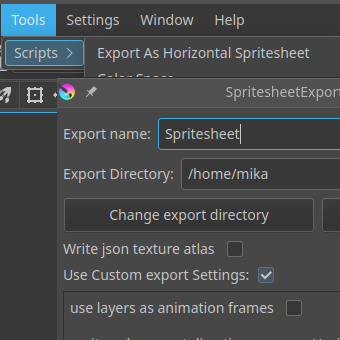 Tools Settings Window Help
Scripts > Export As Horizontal Spritesheet
Color Space
SpritesheetExport
Export name: Spritesheet
Export Directory: /home/mika
Change export directory
Write json texture atlas
Use Custom export Settings:
use layers as animation frames